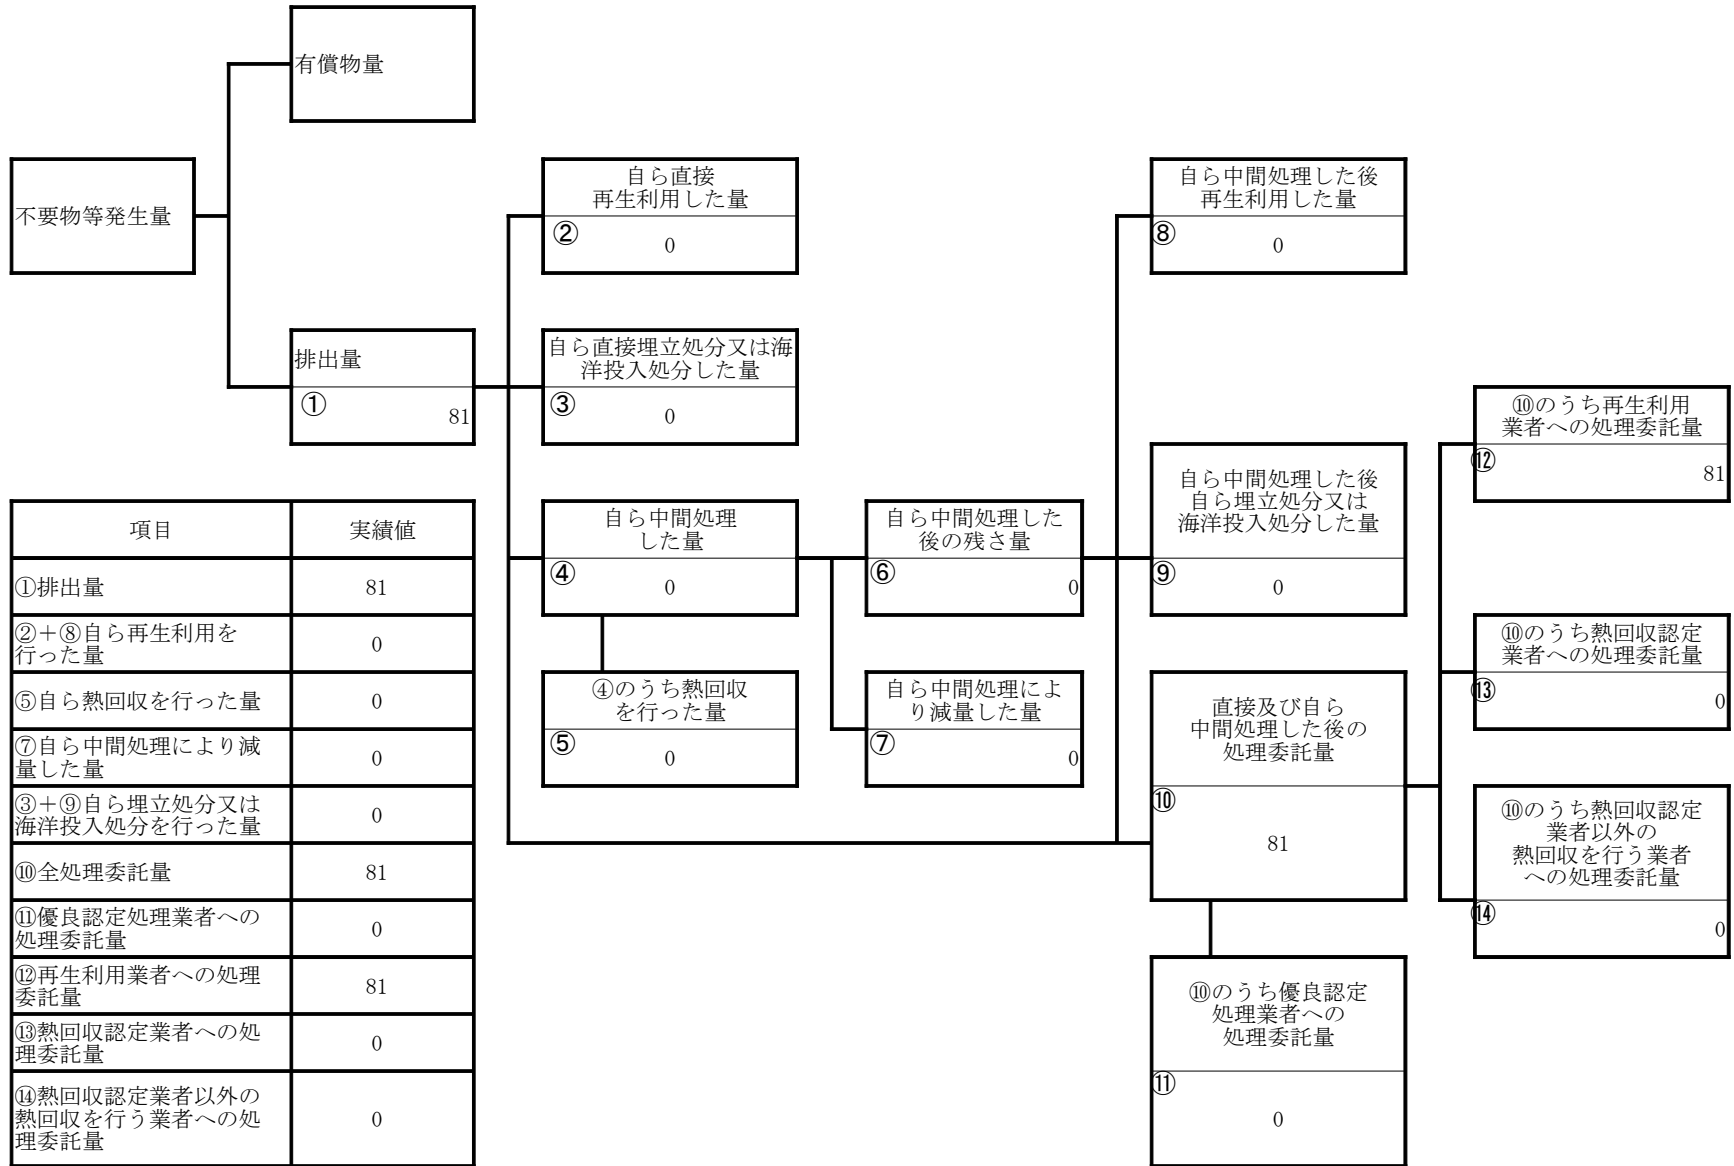 有償物量
不要物等発生量
排出量
①
81
自ら直接
再生利用した量
②
0
自ら直接埋立処分又は海
洋投入処分した量
③
0
自ら中間処理
した量
④
0
④のうち熱回収
を行った量
⑤
0
自ら中間処理した
後の残さ量
⑥
0
自ら中間処理によ
り減量した量
⑦
0
自ら中間処理した後
再生利用した量
⑧
0
自ら中間処理した後
自ら埋立処分又は
海洋投入処分した量
⑨
0
直接及び自ら
中間処理した後の
処理委託量
⑩
81
⑩のうち優良認定
処理業者への
処理委託量
⑪
0
⑩のうち再生利用
業者への処理委託量
⑫
81
⑩のうち熱回収認定
業者への処理委託量
⑬
0
⑩のうち熱回収認定
業者以外の
熱回収を行う業者
への処理委託量
⑭
0
項目 実績値
①排出量 81
②＋⑧自ら再生利用を
行った量 0
⑤自ら熱回収を行った量 0
⑦自ら中間処理により減
量した量 0
③＋⑨自ら埋立処分又は
海洋投入処分を行った量 0
⑩全処理委託量 81
⑪優良認定処理業者への
処理委託量 0
⑫再生利用業者への処理
委託量 81
⑬熱回収認定業者への処
理委託量 0
⑭熱回収認定業者以外の
熱回収を行う業者への処
理委託量 0